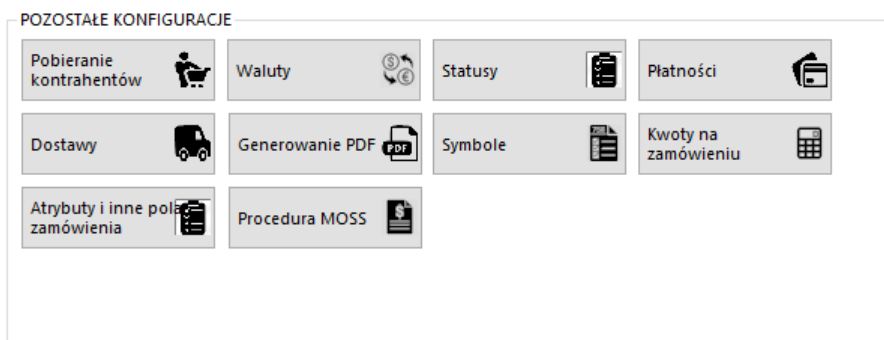 POZOSTAŁE KONFIGURACJE
Pobieranie
kontrahentów
Waluty
Statusy
Płatności
Dostawy
Generowanie PDF
PDF
Symbole
Kwoty na
zamówieniu
Atrybuty i inne pola
zamówienia
Procedura MOSS